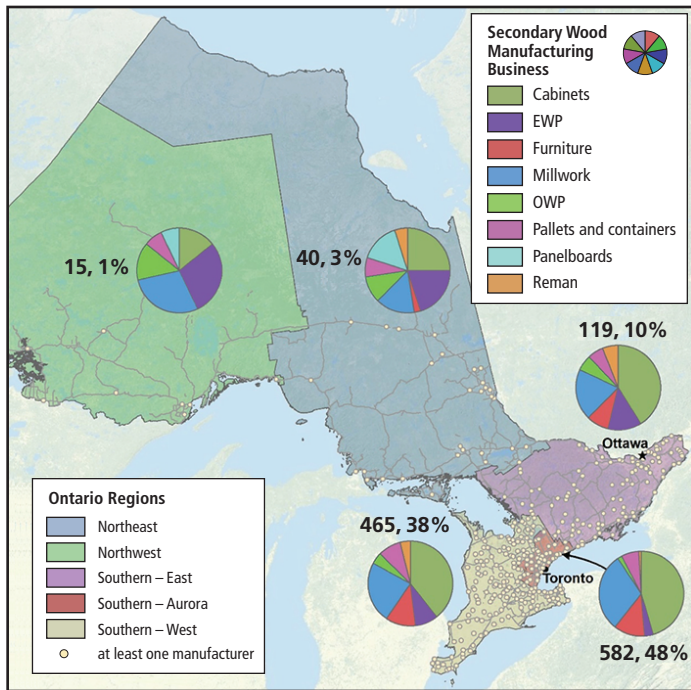 Secondary Wood
Manufacturing
Business
Cabinets
EWP
Furniture
Millwork
OWP
Pallets and containers
Panelboards
Reman
15, 1%
40, 3%
119, 10%
Ottawa
465, 38%
Toronto
582, 48%
Ontario Regions
Northeast
Northwest
Southern – East
Southern – Aurora
Southern – West
at least one manufacturer